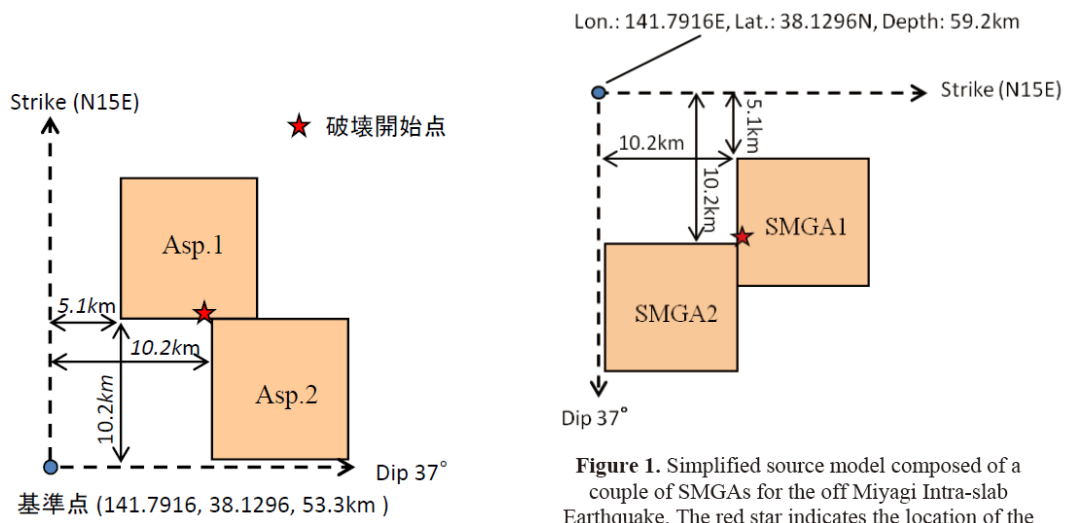 Strike (N15E)
★ 破壊開始点
Asp.1
5.1km
10.2km
10.2km
Asp.2
Dip 37°
基準点 (141.7916, 38.1296, 53.3km )
Lon.: 141.7916E, Lat.: 38.1296N, Depth: 59.2km
Strike (N15E)
5.1km
10.2km
10.2km
SMGA1
SMGA2
Dip 37°
Figure 1. Simplified source model composed of a
couple of SMGAs for the off Miyagi Intra-slab
Earthquake. The red star indicates the location of the